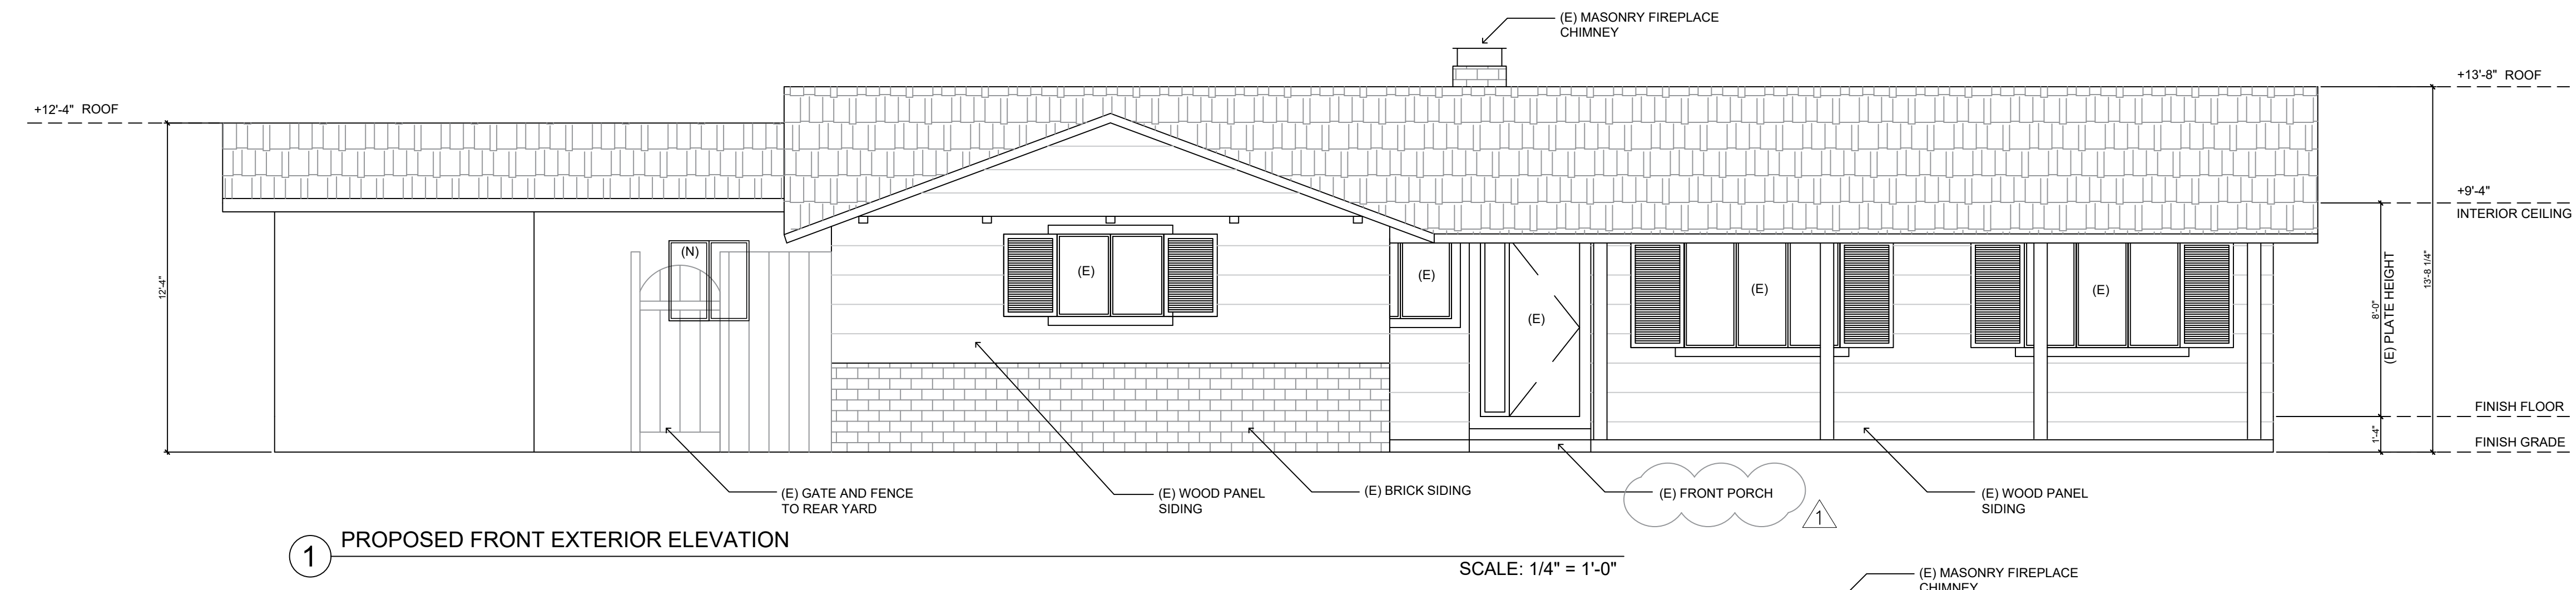 (E) MASONRY FIREPLACE
CHIMNEY
+13'-8" ROOF
+12'-4" ROOF
+9'-4"
INTERIOR CEILING
(N)
(E)
(E)
(E)
(E)
(E)
12'-4"
8'-0"
(E) PLATE HEIGHT
13'-8 1/4"
FINISH FLOOR
1'-4"
FINISH GRADE
(E) GATE AND FENCE
TO REAR YARD
(E) WOOD PANEL
SIDING
(E) BRICK SIDING
(E) FRONT PORCH
1
(E) WOOD PANEL
SIDING
1
PROPOSED FRONT EXTERIOR ELEVATION
SCALE: 1/4" = 1'-0"
(E) MASONRY FIREPLACE
CHIMNEY